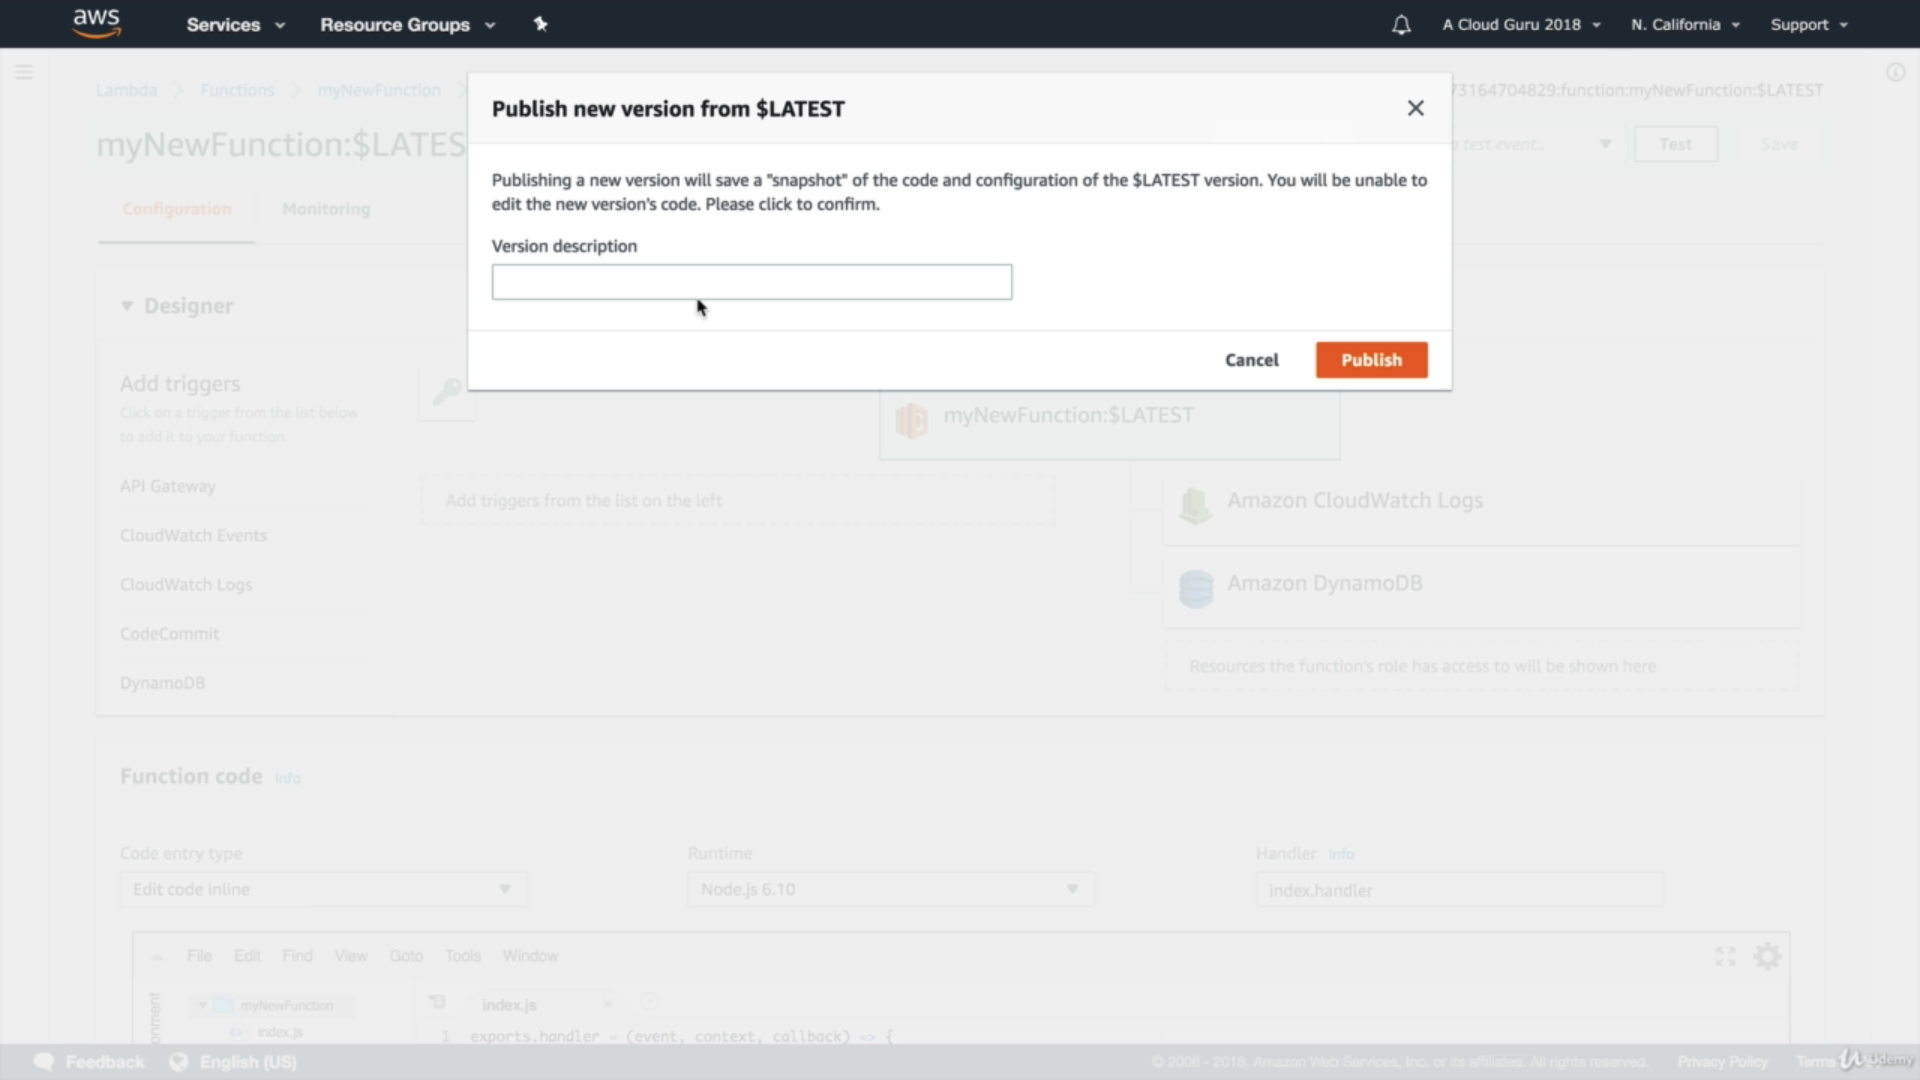 aws Services Resource Groups A Cloud Guru 2018 N. California Support
Lambda Functions myNewFunction 73164704829:function:myNewFunction:$LATEST
myNewFunction:$LATES test event.. Test Save
Configuration Monitoring
Publish new version from $LATEST
Publishing a new version will save a "snapshot" of the code and configuration of the $LATEST version. You will be unable to
edit the new version's code. Please click to confirm.
Version description
Cancel Publish
Designer
Add triggers
Click on a trigger from the list below
to add it to your function.
API Gateway
CloudWatch Events
CloudWatch Logs
CodeCommit
DynamoDB
myNewFunction:$LATEST
Add triggers from the list on the left
Amazon CloudWatch Logs
Amazon DynamoDB
Resources the function's role has access to will be shown here
Function code Info
Code entry type Runtime Handler Info
Edit code inline Node.js 6.10 index.handler
File Edit Find View Goto Tools Window
onment
myNewFunction index.js
index.js
1 exports.handler = (event, context, callback) => {
Feedback English (US) © 2008 - 2018, Amazon Web Services, Inc. or its affiliates. All rights reserved. Privacy Policy Terms Udemy